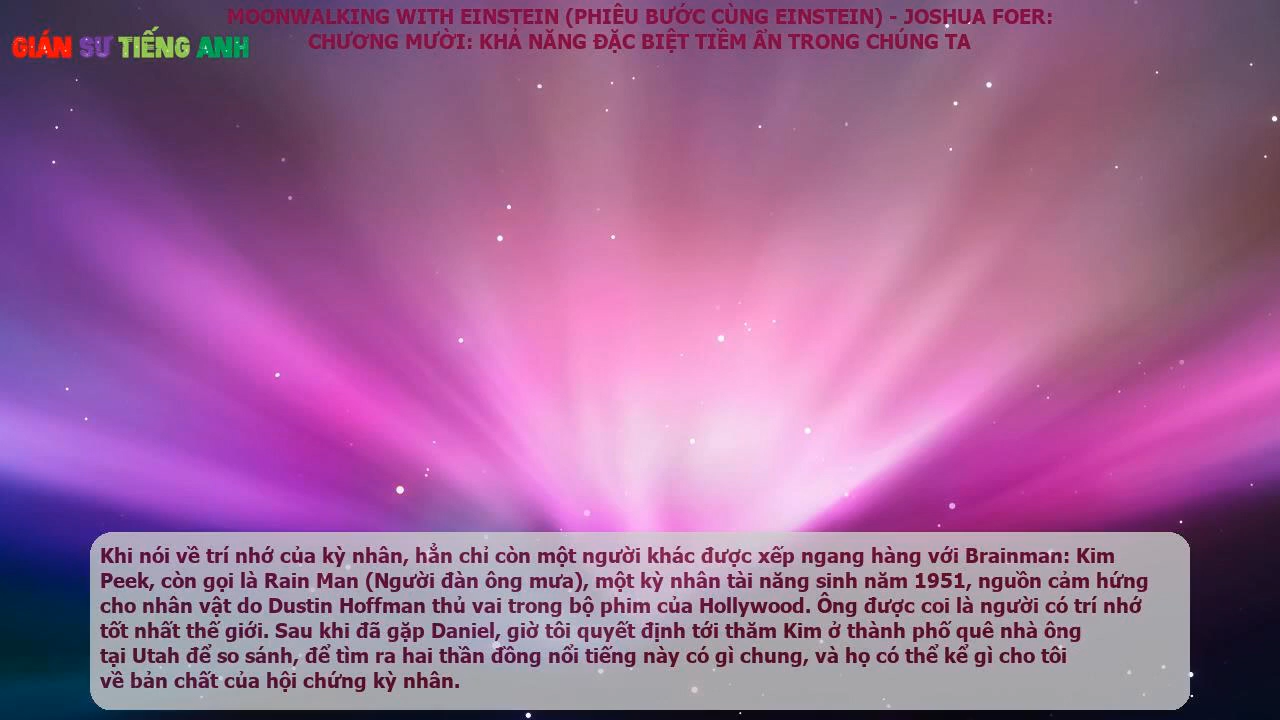 MOONWALKING WITH EINSTEIN (PHIÊU BƯỚC CÙNG EINSTEIN) - JOSHUA FOER:
CHƯƠNG MƯỜI: KHẢ NĂNG ĐẶC BIỆT TIỀM ẨN TRONG CHÚNG TA
GIÁN SƯ TIẾNG ANH
Khi nói về trí nhớ của kỳ nhân, hẳn chỉ còn một người khác được xếp ngang hàng với Brainman: Kim
Peek, còn gọi là Rain Man (Người đàn ông mưa), một kỳ nhân tài năng sinh năm 1951, nguồn cảm hứng
cho nhân vật do Dustin Hoffman thủ vai trong bộ phim của Hollywood. Ông được coi là người có trí nhớ
tốt nhất thế giới. Sau khi đã gặp Daniel, giờ tôi quyết định tới thăm Kim ở thành phố quê nhà ông
tại Utah để so sánh, để tìm ra hai thần đồng nổi tiếng này có gì chung, và họ có thể kể gì cho tôi
về bản chất của hội chứng kỳ nhân.